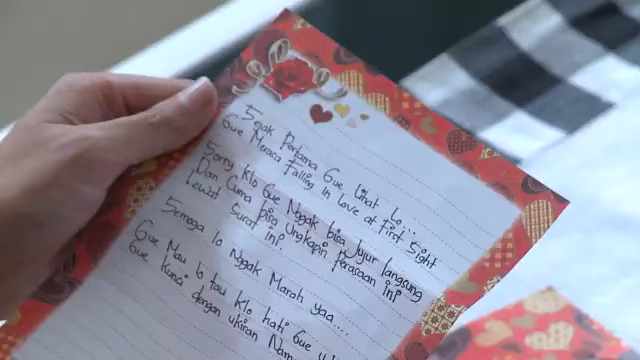 Sejak Pertama Gue Lihat lo...
Gue Merasa Falling in Love at First Sight
Sorry klo Gue Nggak bisa Jujur langsung
Dan Cuma bisa Ungkapin Perasaan ini
lewat Surat ini
Semoga lo Nggak Marah yaa....
Gue Mau lo tau klo hati Gue
Gue Kunci dengan ukiran